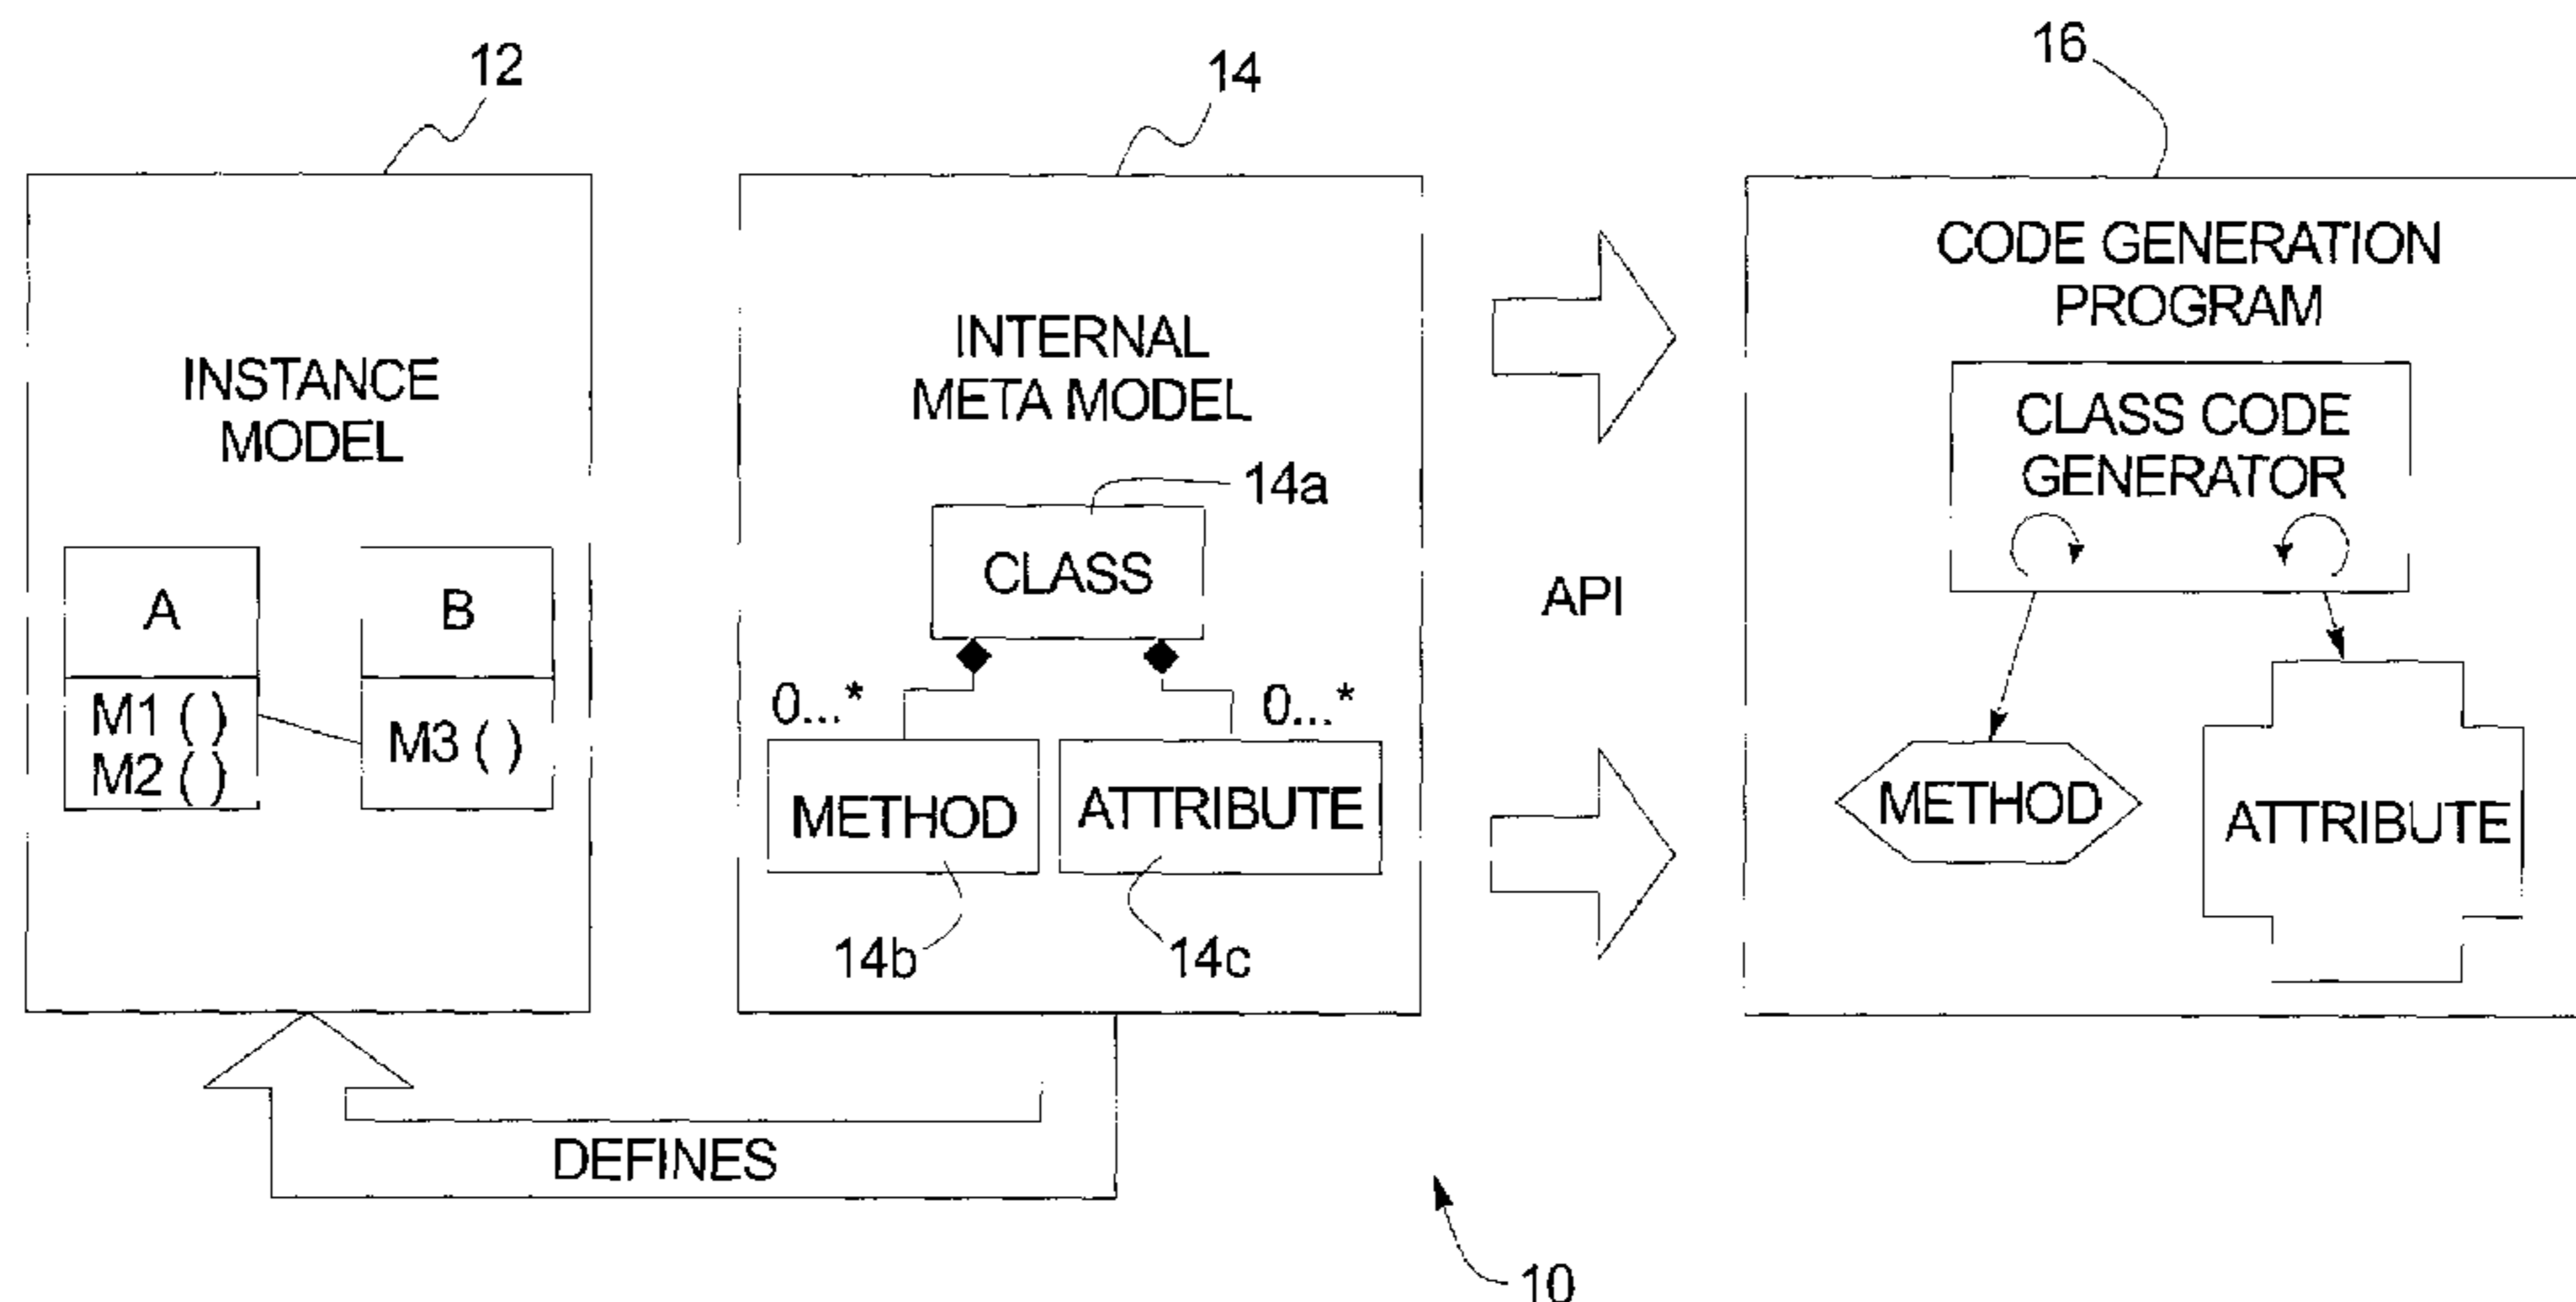 12
14
16
INSTANCE
MODEL
A
B
M1 ( )
M2 ( )
M3 ( )
INTERNAL
META MODEL
14a
CLASS
0...*
0...*
METHOD
ATTRIBUTE
14b
14c
API
CODE GENERATION
PROGRAM
CLASS CODE
GENERATOR
METHOD
ATTRIBUTE
DEFINES
10